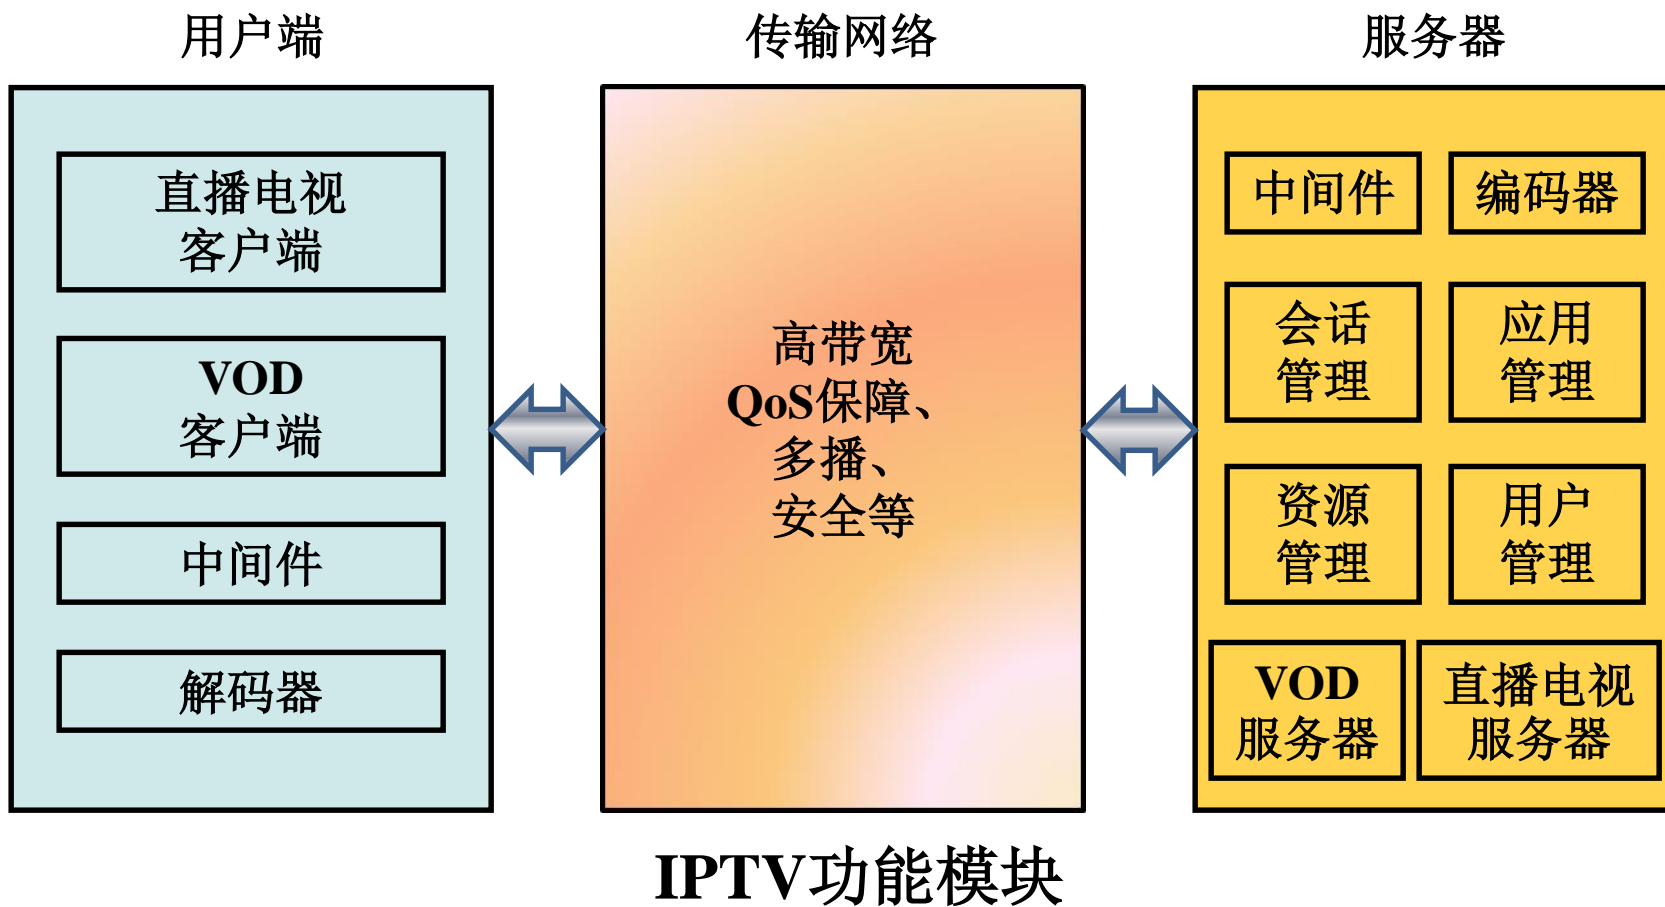 用户端
传输网络
服务器
直播电视
客户端
VOD
客户端
中间件
解码器
高带宽
QoS保障、
多播、
安全等
中间件
编码器
会话
管理
应用
管理
资源
管理
用户
管理
VOD
服务器
直播电视
服务器
IPTV功能模块